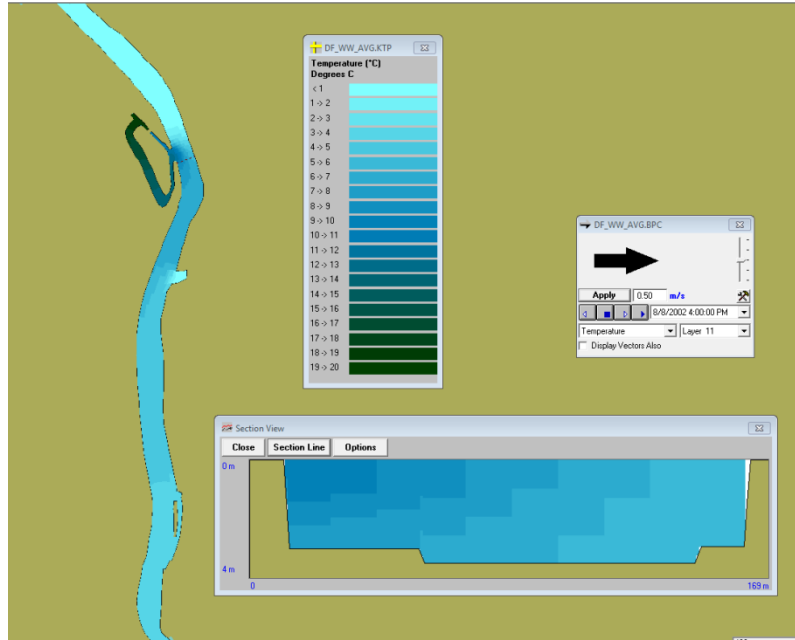 DF_WW_AVG.KTP
Temperature (°C)
Degrees C
< 1
1 -> 2
2 -> 3
3 -> 4
4 -> 5
5 -> 6
6 -> 7
7 -> 8
8 -> 9
9 -> 10
10 -> 11
11 -> 12
12 -> 13
13 -> 14
14 -> 15
15 -> 16
16 -> 17
17 -> 18
18 -> 19
19 -> 20
DF_WW_AVG.BPC
Apply 0.50 m/s
8/8/2002 4:00:00 PM
Temperature Layer 11
Display Vectors Also
Section View
Close Section Line Options
0 m
4 m
0 169 m